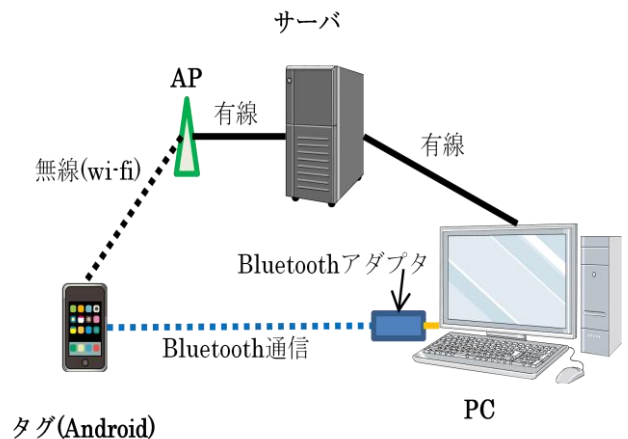 サーバ
AP
有線
有線
無線(wi-fi)
Bluetoothアダプタ
Bluetooth通信
PC
タグ(Android)